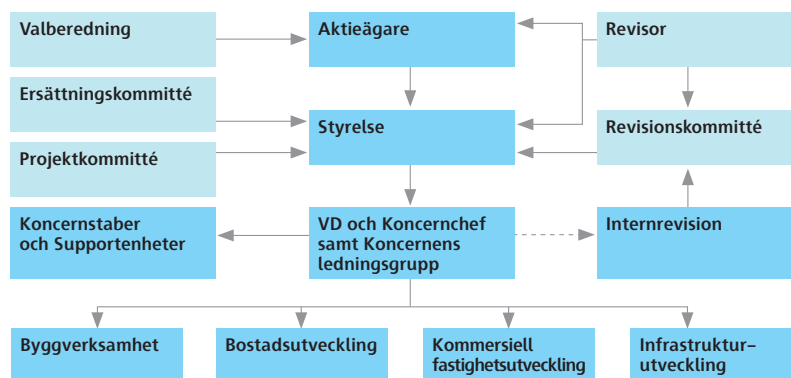 Valberedning
Aktieägare
Revisor
Ersättningskommitté
Styrelse
Revisionskommitté
Projektkommitté
Koncernstaber
och Supportenheter
VD och Koncernchef
samt Koncernens
ledningsgrupp
Internrevision
Byggverksamhet
Bostadsutveckling
Kommersiell
fastighetsutveckling
Infrastruktur-
utveckling